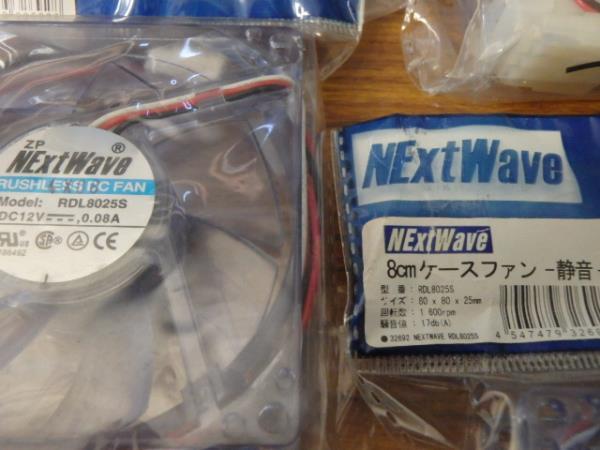 ZP
NExtWave ®
RUSHLESS DC FAN
Model: RDL8025S
DC12V 0.08A
NExtWave
NExtWave
8cmケースファン -静音-
型 番: RDL8025S
サイズ: 80 x 80 x 25mm
回転数: 1 600rpm
騒音値: 17db(A)
● 32692 NEXTWAVE RDL8025S
4 547479 3269